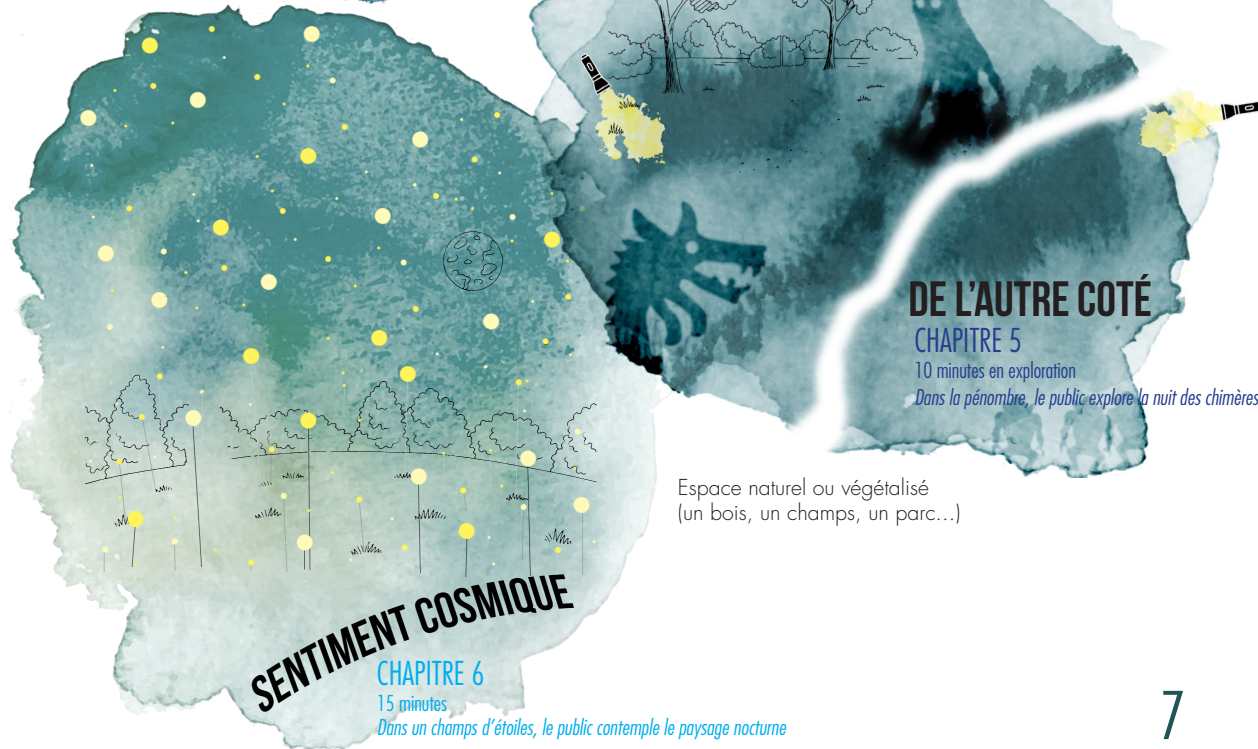 DE L'AUTRE COTÉ
CHAPITRE 5
10 minutes en exploration
Dans la pénombre, le public explore la nuit des chimères
Espace naturel ou végétalisé
(un bois, un champs, un parc...)
SENTIMENT COSMIQUE
CHAPITRE 6
15 minutes
Dans un champs d'étoiles, le public contemple le paysage nocturne
7